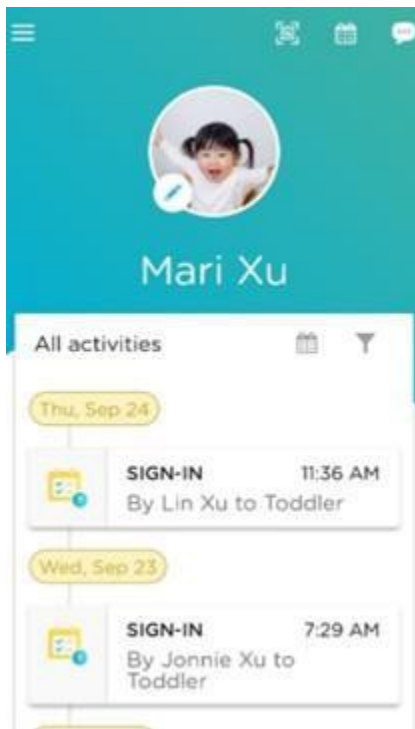 Mari Xu
All activities
Thu, Sep 24
SIGN-IN 11:36 AM
By Lin Xu to Toddler
Wed, Sep 23
SIGN-IN 7:29 AM
By Jonnie Xu to
Toddler